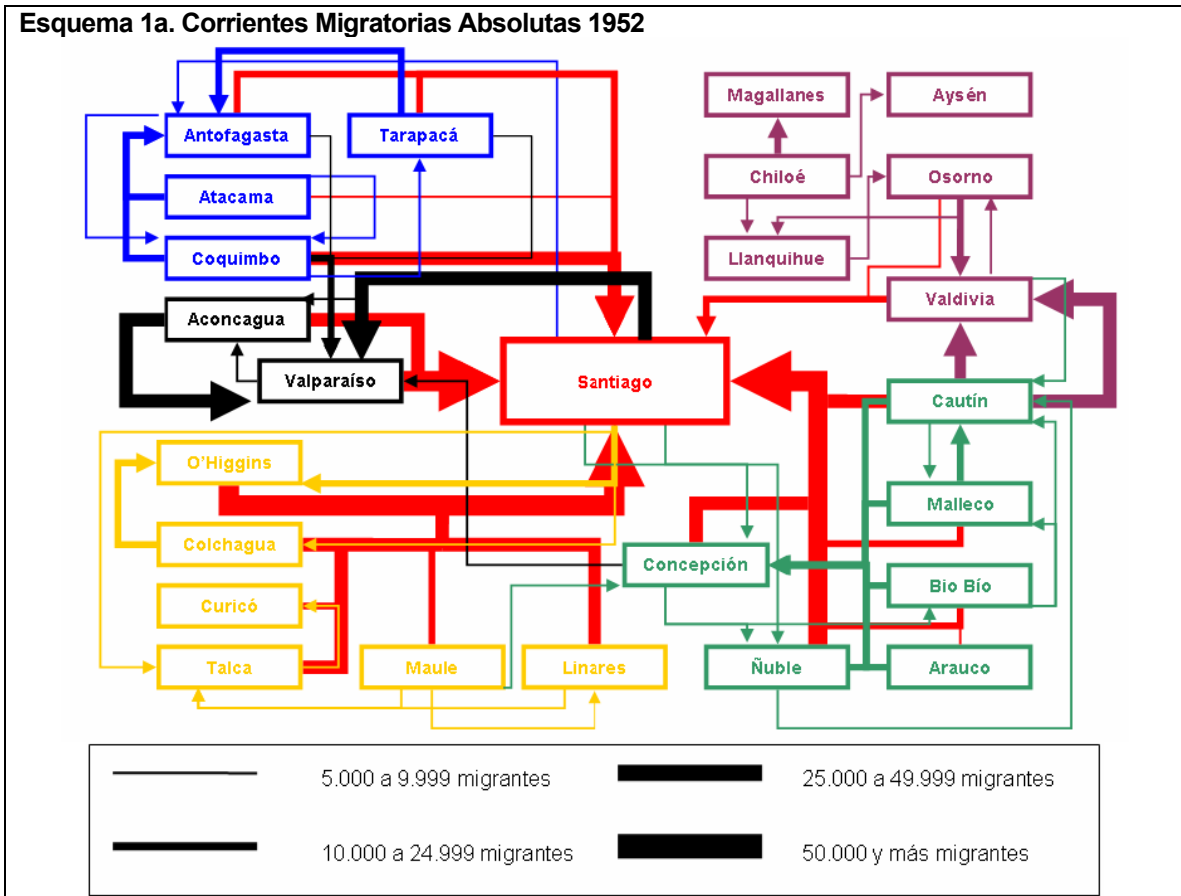 Esquema 1a. Corrientes Migratorias Absolutas 1952
Magallanes
Aysén
Antofagasta
Tarapacá
Chiloé
Osorno
Atacama
Coquimbo
Llanquihue
Valdivia
Aconcagua
Valparaíso
Santiago
Cautín
O'Higgins
Malleco
Colchagua
Concepción
Bio Bío
Curicó
Talca
Maule
Linares
Ñuble
Arauco
5.000 a 9.999 migrantes
25.000 a 49.999 migrantes
10.000 a 24.999 migrantes
50.000 y más migrantes